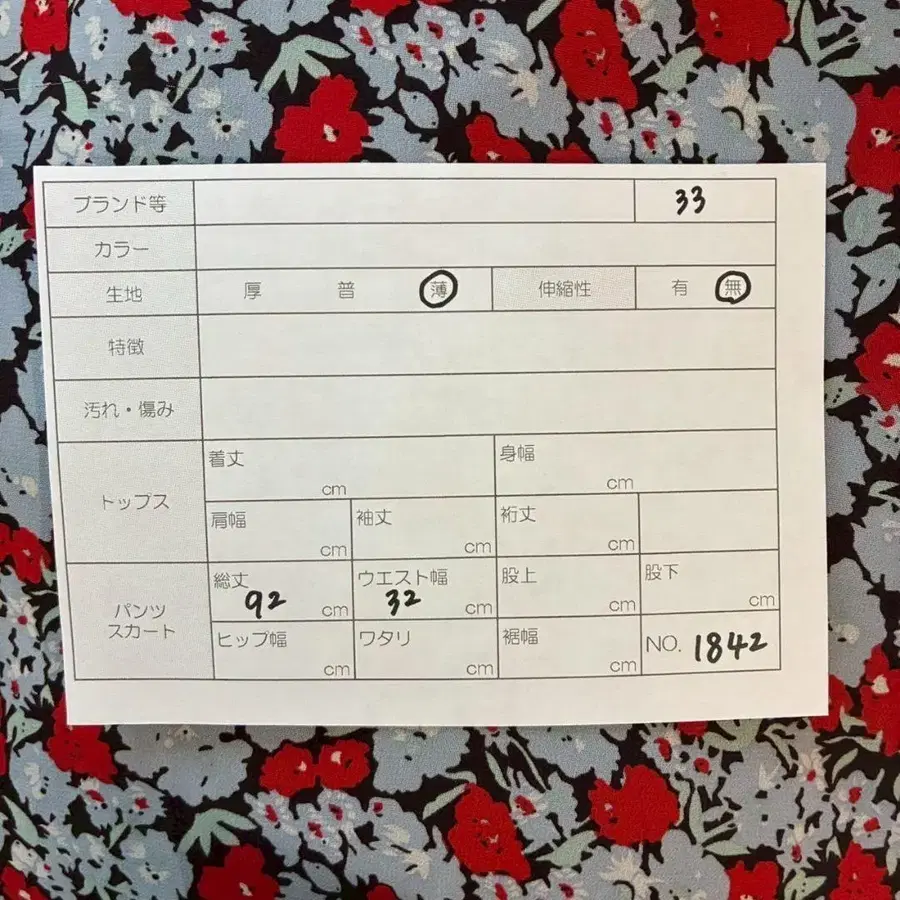 ブランド等 33
カラー
生地 厚 普 薄 伸縮性 有 無
特徴
汚れ・傷み
トップス
着丈 cm 身幅 cm
肩幅 cm 袖丈 cm 裄丈 cm
パンツ
スカート
総丈 92 cm ウエスト幅 32 cm 股上 cm 股下 cm
ヒップ幅 cm ワタリ cm 裾幅 cm NO. 1842